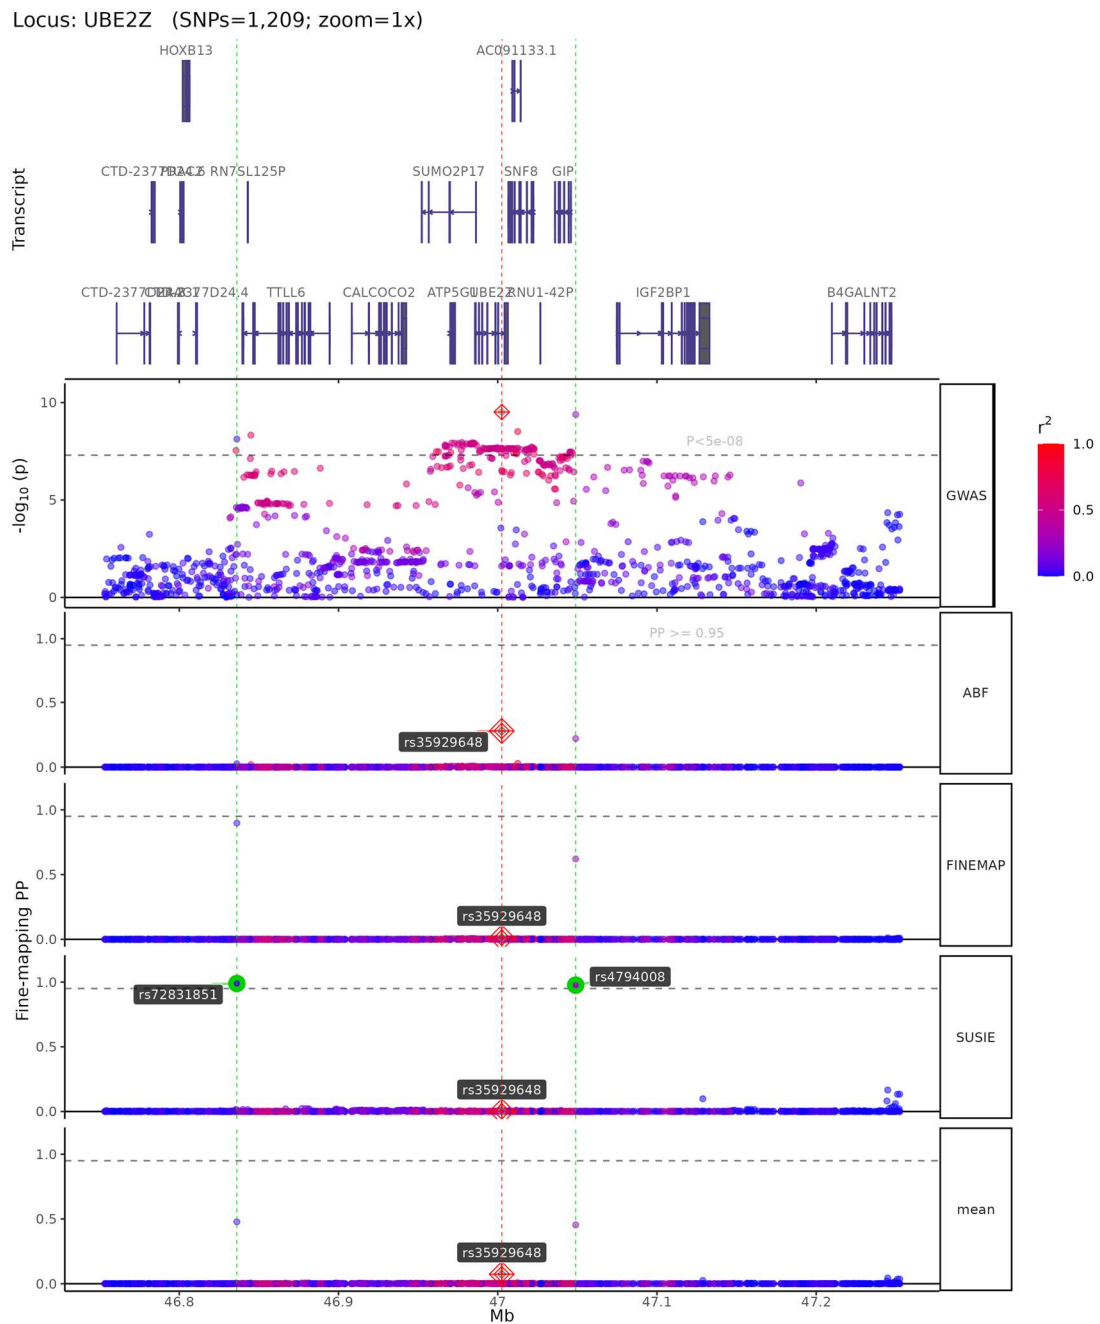 Locus: UBE2Z (SNPs=1,209; zoom=1x)
HOXB13 AC091133.1
RN7SL125P SUMO2P17 SNF8 GIP
TTLL6 CALCOCO2 RNU1-42P IGF2BP1 B4GALNT2
Transcript
10
5
0
-log10 (p)
P<5e-08
GWAS
r2
1.0
0.5
0.0
1.0
0.5
0.0
PP >= 0.95
rs35929648
ABF
1.0
0.5
0.0
rs35929648
FINEMAP
Fine-mapping PP
1.0
0.5
0.0
rs72831851
rs4794008
rs35929648
SUSIE
1.0
0.5
0.0
rs35929648
mean
46.8 46.9 47 47.1 47.2
Mb